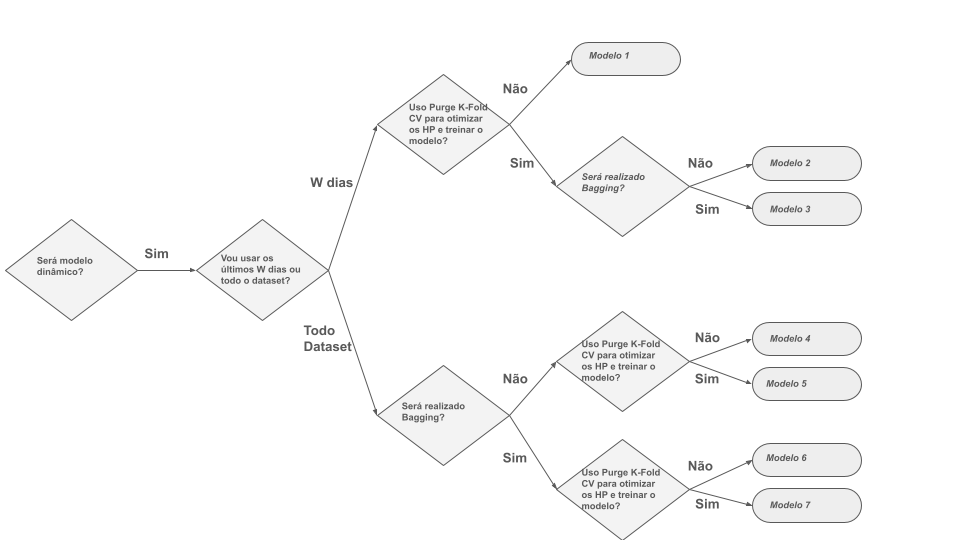 Será modelo
dinâmico?
Sim
Vou usar os
últimos W dias ou
todo o dataset?
W dias
Uso Purge K-Fold
CV para otimizar
os HP e treinar o
modelo?
Não
Modelo 1
Sim
Será realizado
Bagging?
Não
Modelo 2
Sim
Modelo 3
Todo
Dataset
Será realizado
Bagging?
Não
Uso Purge K-Fold
CV para otimizar
os HP e treinar o
modelo?
Não
Modelo 4
Sim
Modelo 5
Sim
Uso Purge K-Fold
CV para otimizar
os HP e treinar o
modelo?
Não
Modelo 6
Sim
Modelo 7